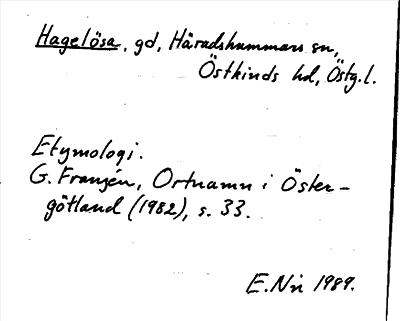 Hagelösa, gd, Häradshammars sn,
Östkinds hd, Östg.l.
Etymologi.
G. Franzén, Ortnamn i Öster-
götland (1982), s. 33.
E.Nn 1989.